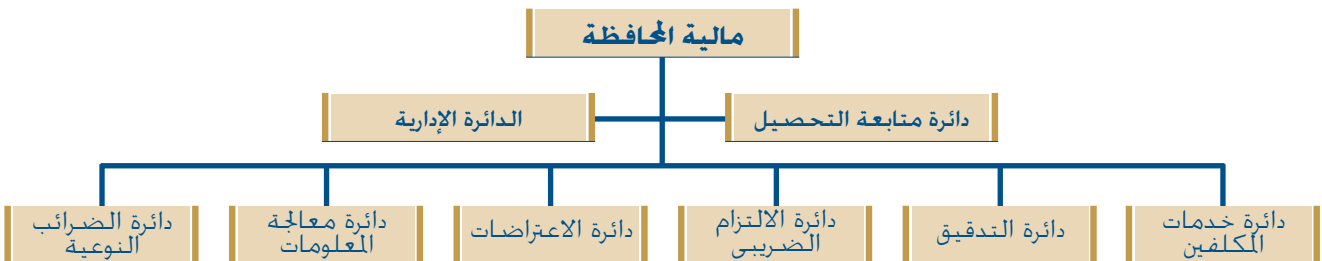 مالية المحافظة
دائرة متابعة التحصيل
الدائرة الإدارية
دائرة خدمات
المكلفين
دائرة التدقيق
دائرة الالتزام
الضريبي
دائرة الاعتراضات
دائرة معالجة
المعلومات
دائرة الضرائب
النوعية